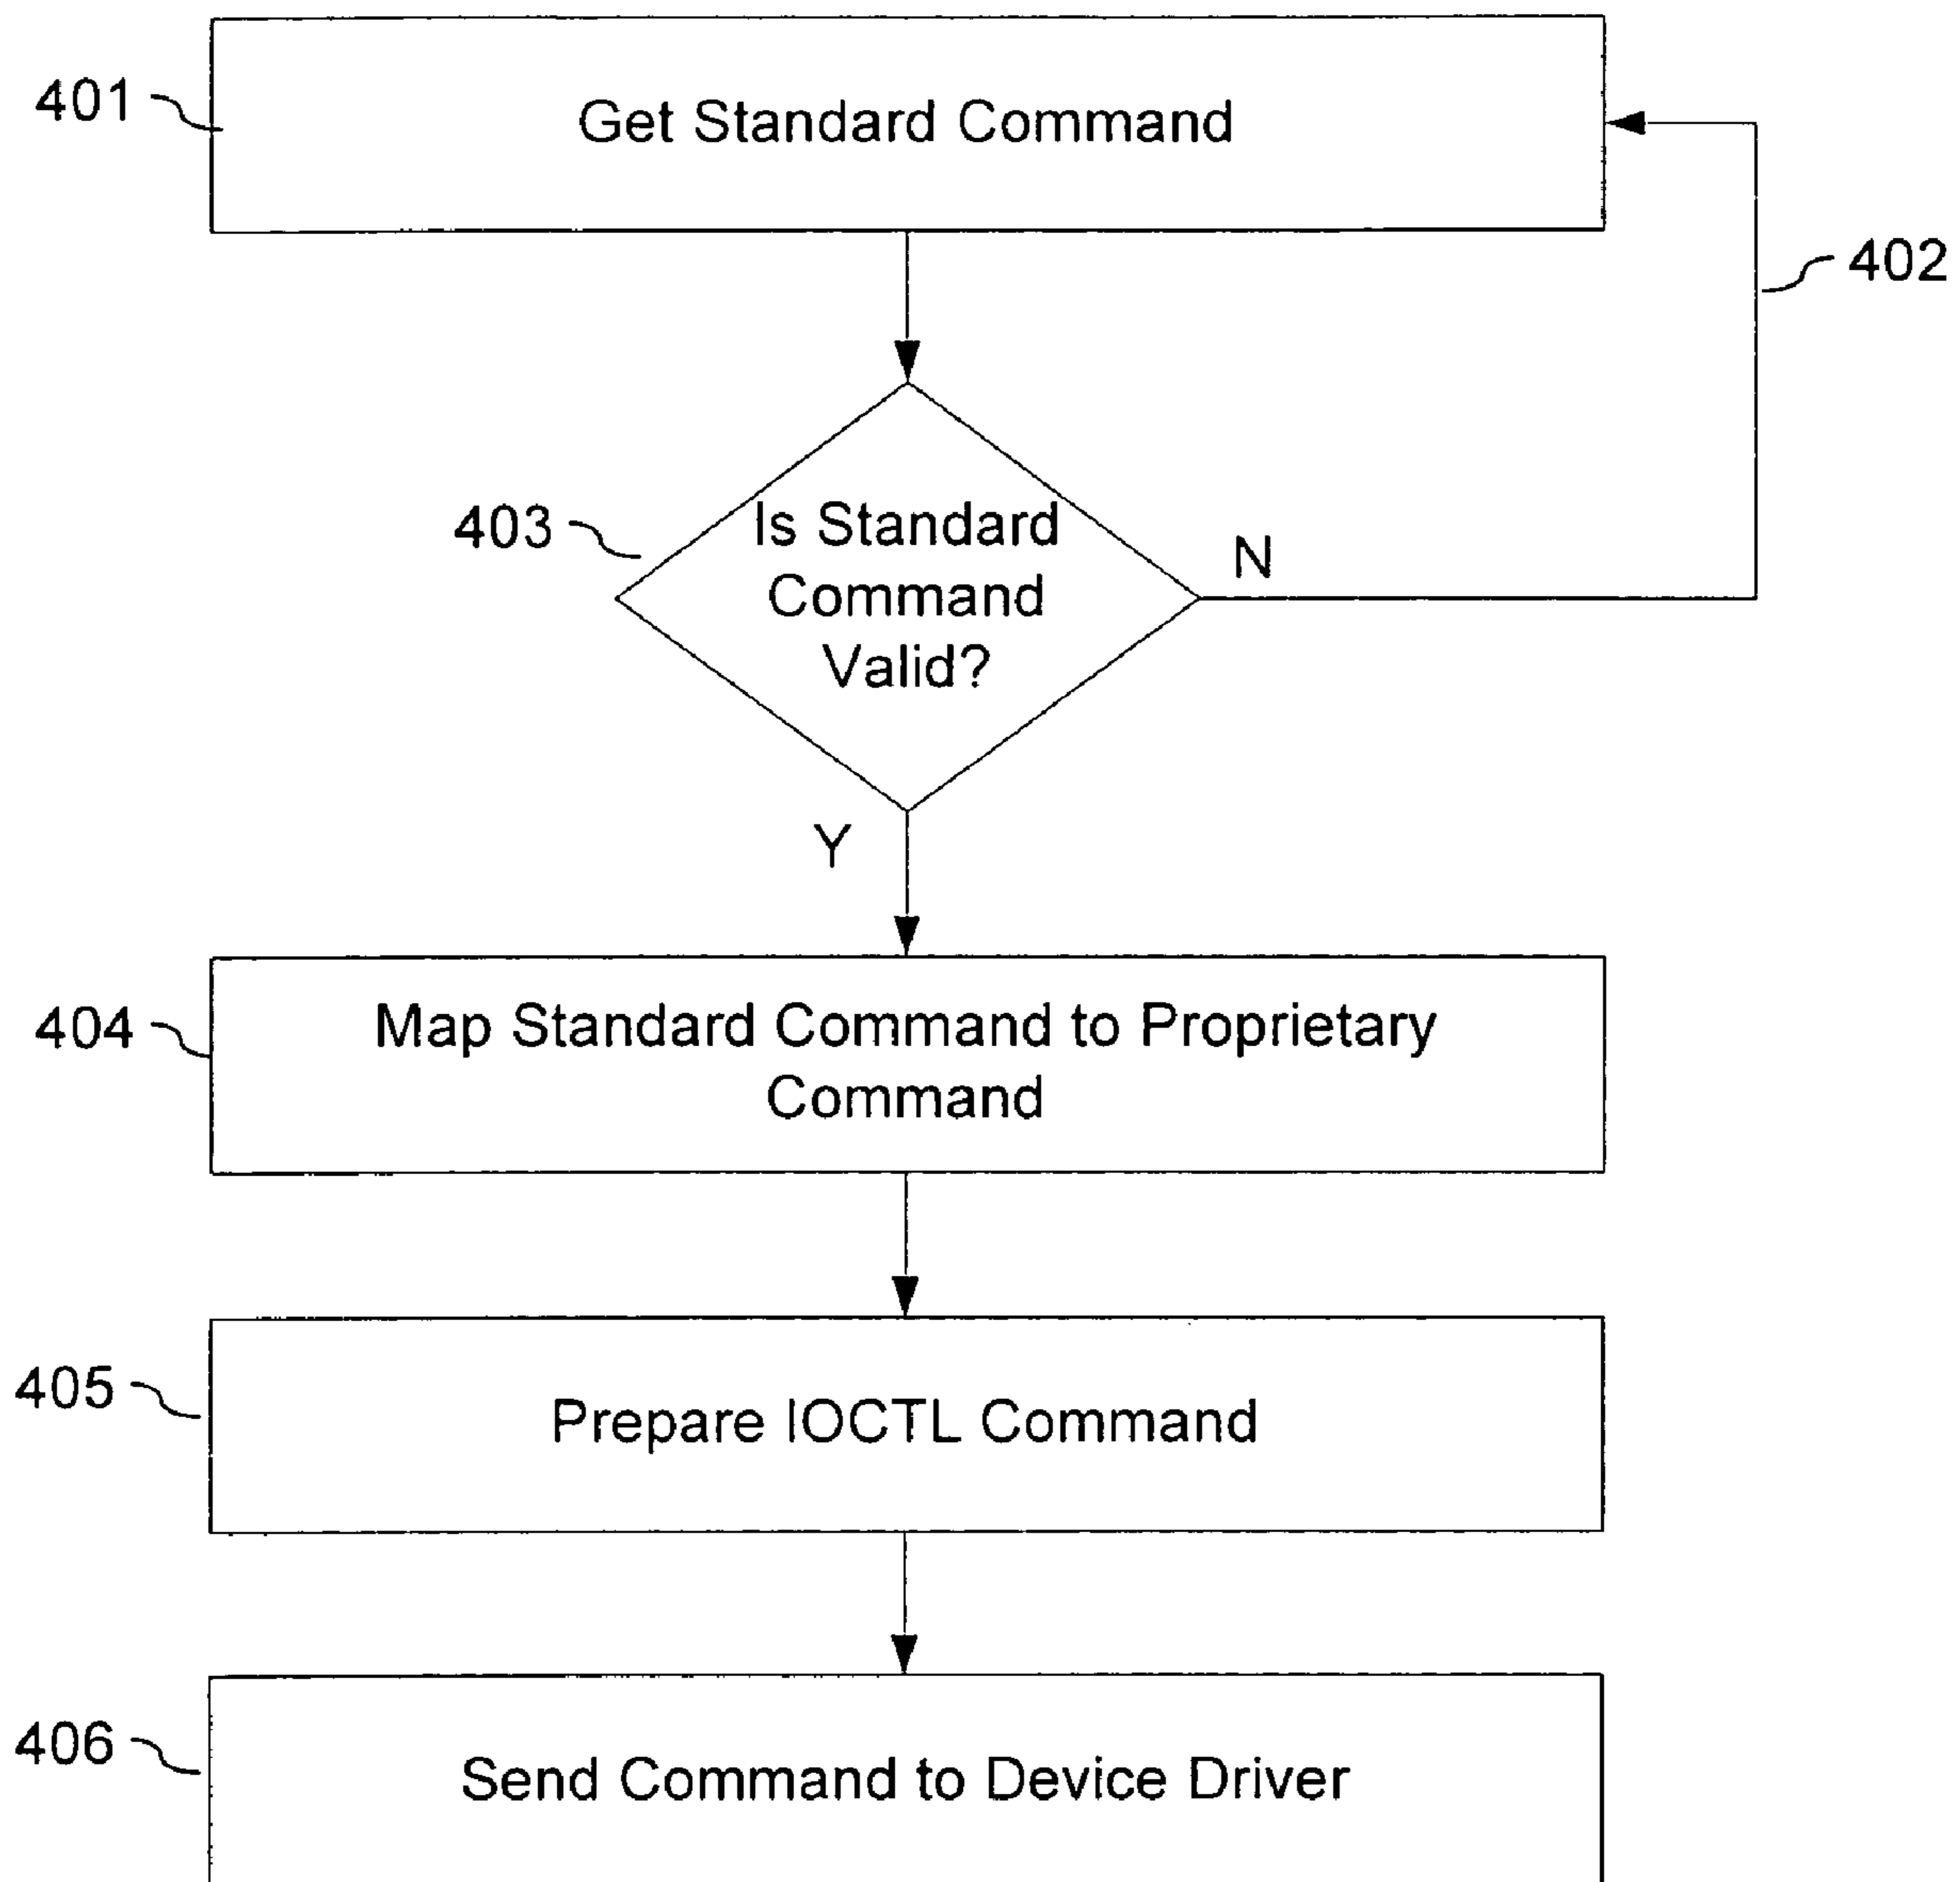 401
Get Standard Command
402
403
Is Standard
Command
Valid?
N
Y
404
Map Standard Command to Proprietary
Command
405
Prepare IOCTL Command
406
Send Command to Device Driver